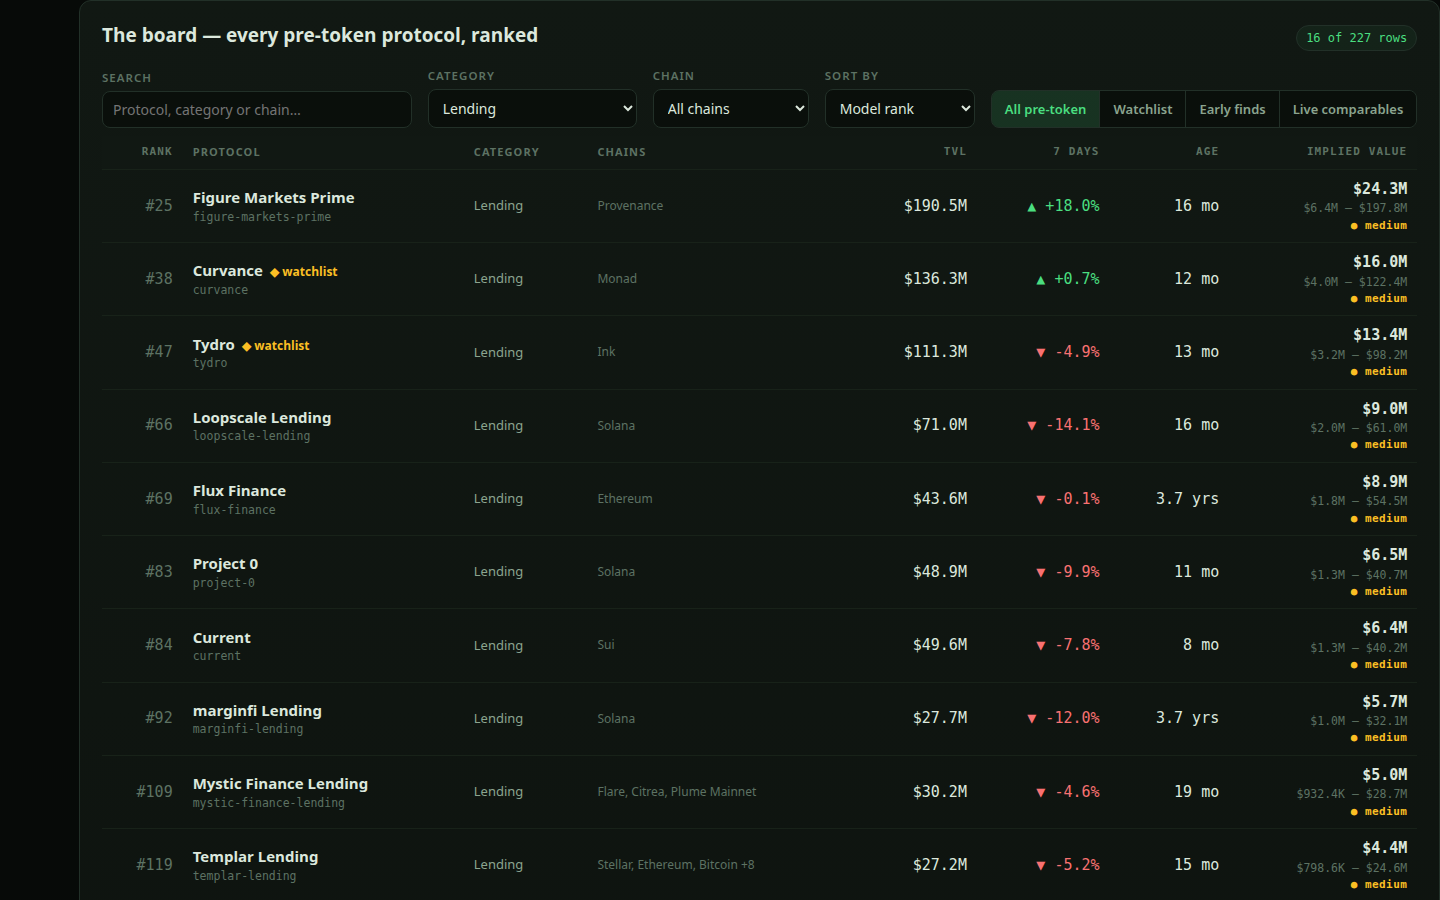 The board — every pre-token protocol, ranked
16 of 227 rows
SEARCH
CATEGORY
CHAIN
SORT BY
Protocol, category or chain...
Lending
All chains
Model rank
All pre-token
Watchlist
Early finds
Live comparables
RANK PROTOCOL CATEGORY CHAINS TVL 7 DAYS AGE IMPLIED VALUE
#25 Figure Markets Prime Lending Provenance $190.5M ▲ +18.0% 16 mo $24.3M
figure-markets-prime $6.4M — $197.8M
● medium
#38 Curvance ◆ watchlist Lending Monad $136.3M ▲ +0.7% 12 mo $16.0M
curvance $4.0M — $122.4M
● medium
#47 Tydro ◆ watchlist Lending Ink $111.3M ▼ -4.9% 13 mo $13.4M
tydro $3.2M — $98.2M
● medium
#66 Loopscale Lending Lending Solana $71.0M ▼ -14.1% 16 mo $9.0M
loopscale-lending $2.0M — $61.0M
● medium
#69 Flux Finance Lending Ethereum $43.6M ▼ -0.1% 3.7 yrs $8.9M
flux-finance $1.8M — $54.5M
● medium
#83 Project 0 Lending Solana $48.9M ▼ -9.9% 11 mo $6.5M
project-0 $1.3M — $40.7M
● medium
#84 Current Lending Sui $49.6M ▼ -7.8% 8 mo $6.4M
current $1.3M — $40.2M
● medium
#92 marginfi Lending Lending Solana $27.7M ▼ -12.0% 3.7 yrs $5.7M
marginfi-lending $1.0M — $32.1M
● medium
#109 Mystic Finance Lending Lending Flare, Citrea, Plume Mainnet $30.2M ▼ -4.6% 19 mo $5.0M
mystic-finance-lending $932.4K — $28.7M
● medium
#119 Templar Lending Lending Stellar, Ethereum, Bitcoin +8 $27.2M ▼ -5.2% 15 mo $4.4M
templar-lending $798.6K — $24.6M
● medium